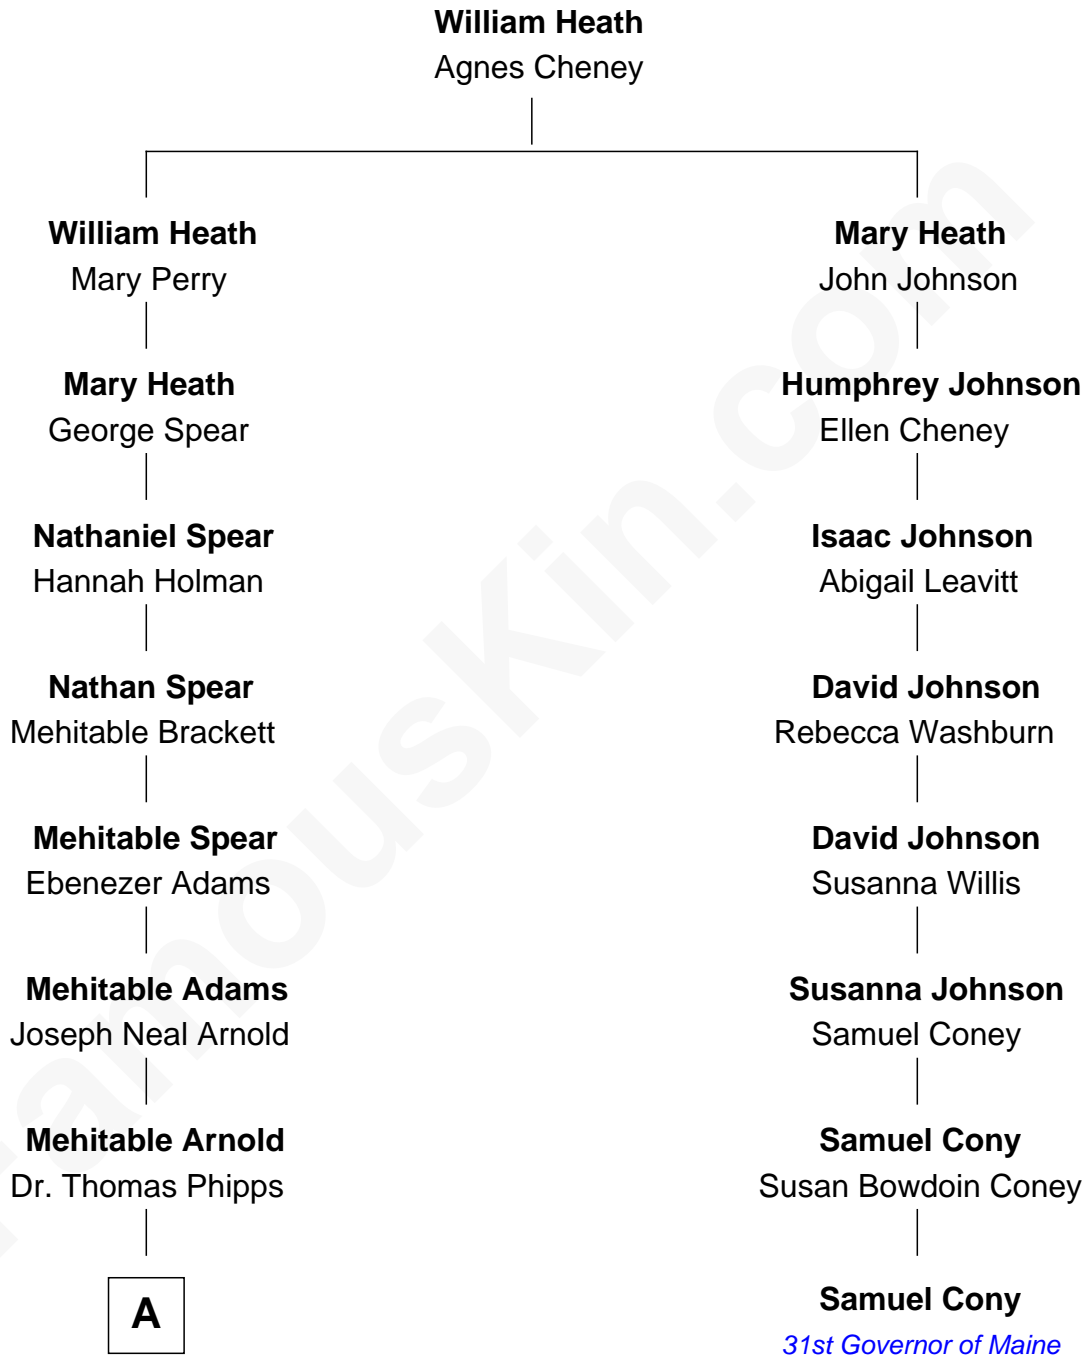 William Heath
Agnes Cheney
William Heath
Mary Perry
Mary Heath
John Johnson
Mary Heath
George Spear
Humphrey Johnson
Ellen Cheney
Nathaniel Spear
Hannah Holman
Isaac Johnson
Abigail Leavitt
Nathan Spear
Mehitable Brackett
David Johnson
Rebecca Washburn
Mehitable Spear
Ebenezer Adams
David Johnson
Susanna Willis
Mehitable Adams
Joseph Neal Arnold
Susanna Johnson
Samuel Coney
Mehitable Arnold
Dr. Thomas Phipps
Samuel Cony
Susan Bowdoin Coney
A
Samuel Cony
31st Governor of Maine
FamousKin.com